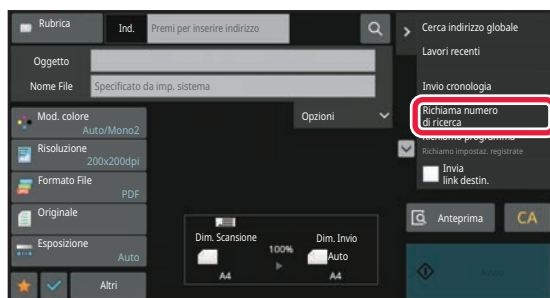 Rubrica
Ind.
Premi per inserire indirizzo
Oggetto
Nome File
Specificato da imp. sistema
Opzioni
Mod. colore
Auto/Mono2
Risoluzione
200x200dpi
Formato File
PDF
Originale
Esposizione
Auto
Altri
Dim. Scansione
100%
Dim. Invio
Auto
A4
A4
Cerca indirizzo globale
Lavori recenti
Invio cronologia
Richiama numero
di ricerca
Richiamo impostaz. registrate
Invia
link destin.
Anteprima
CA